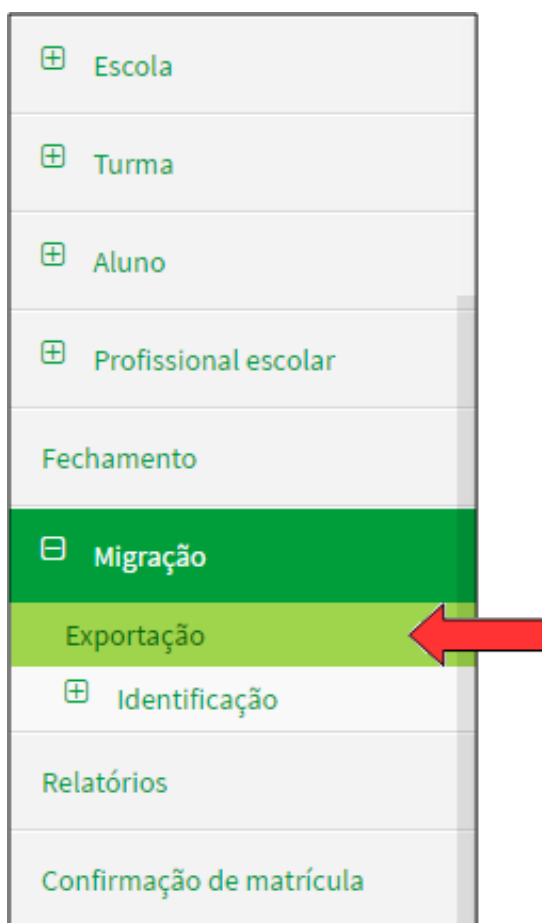 Escola
Turma
Aluno
Profissional escolar
Fechamento
Migração
Exportação
Identificação
Relatórios
Confirmação de matrícula